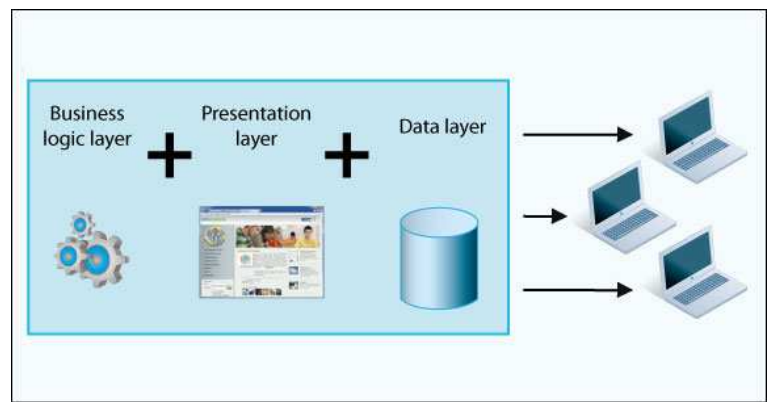 Business
logic layer
Presentation
layer
Data layer